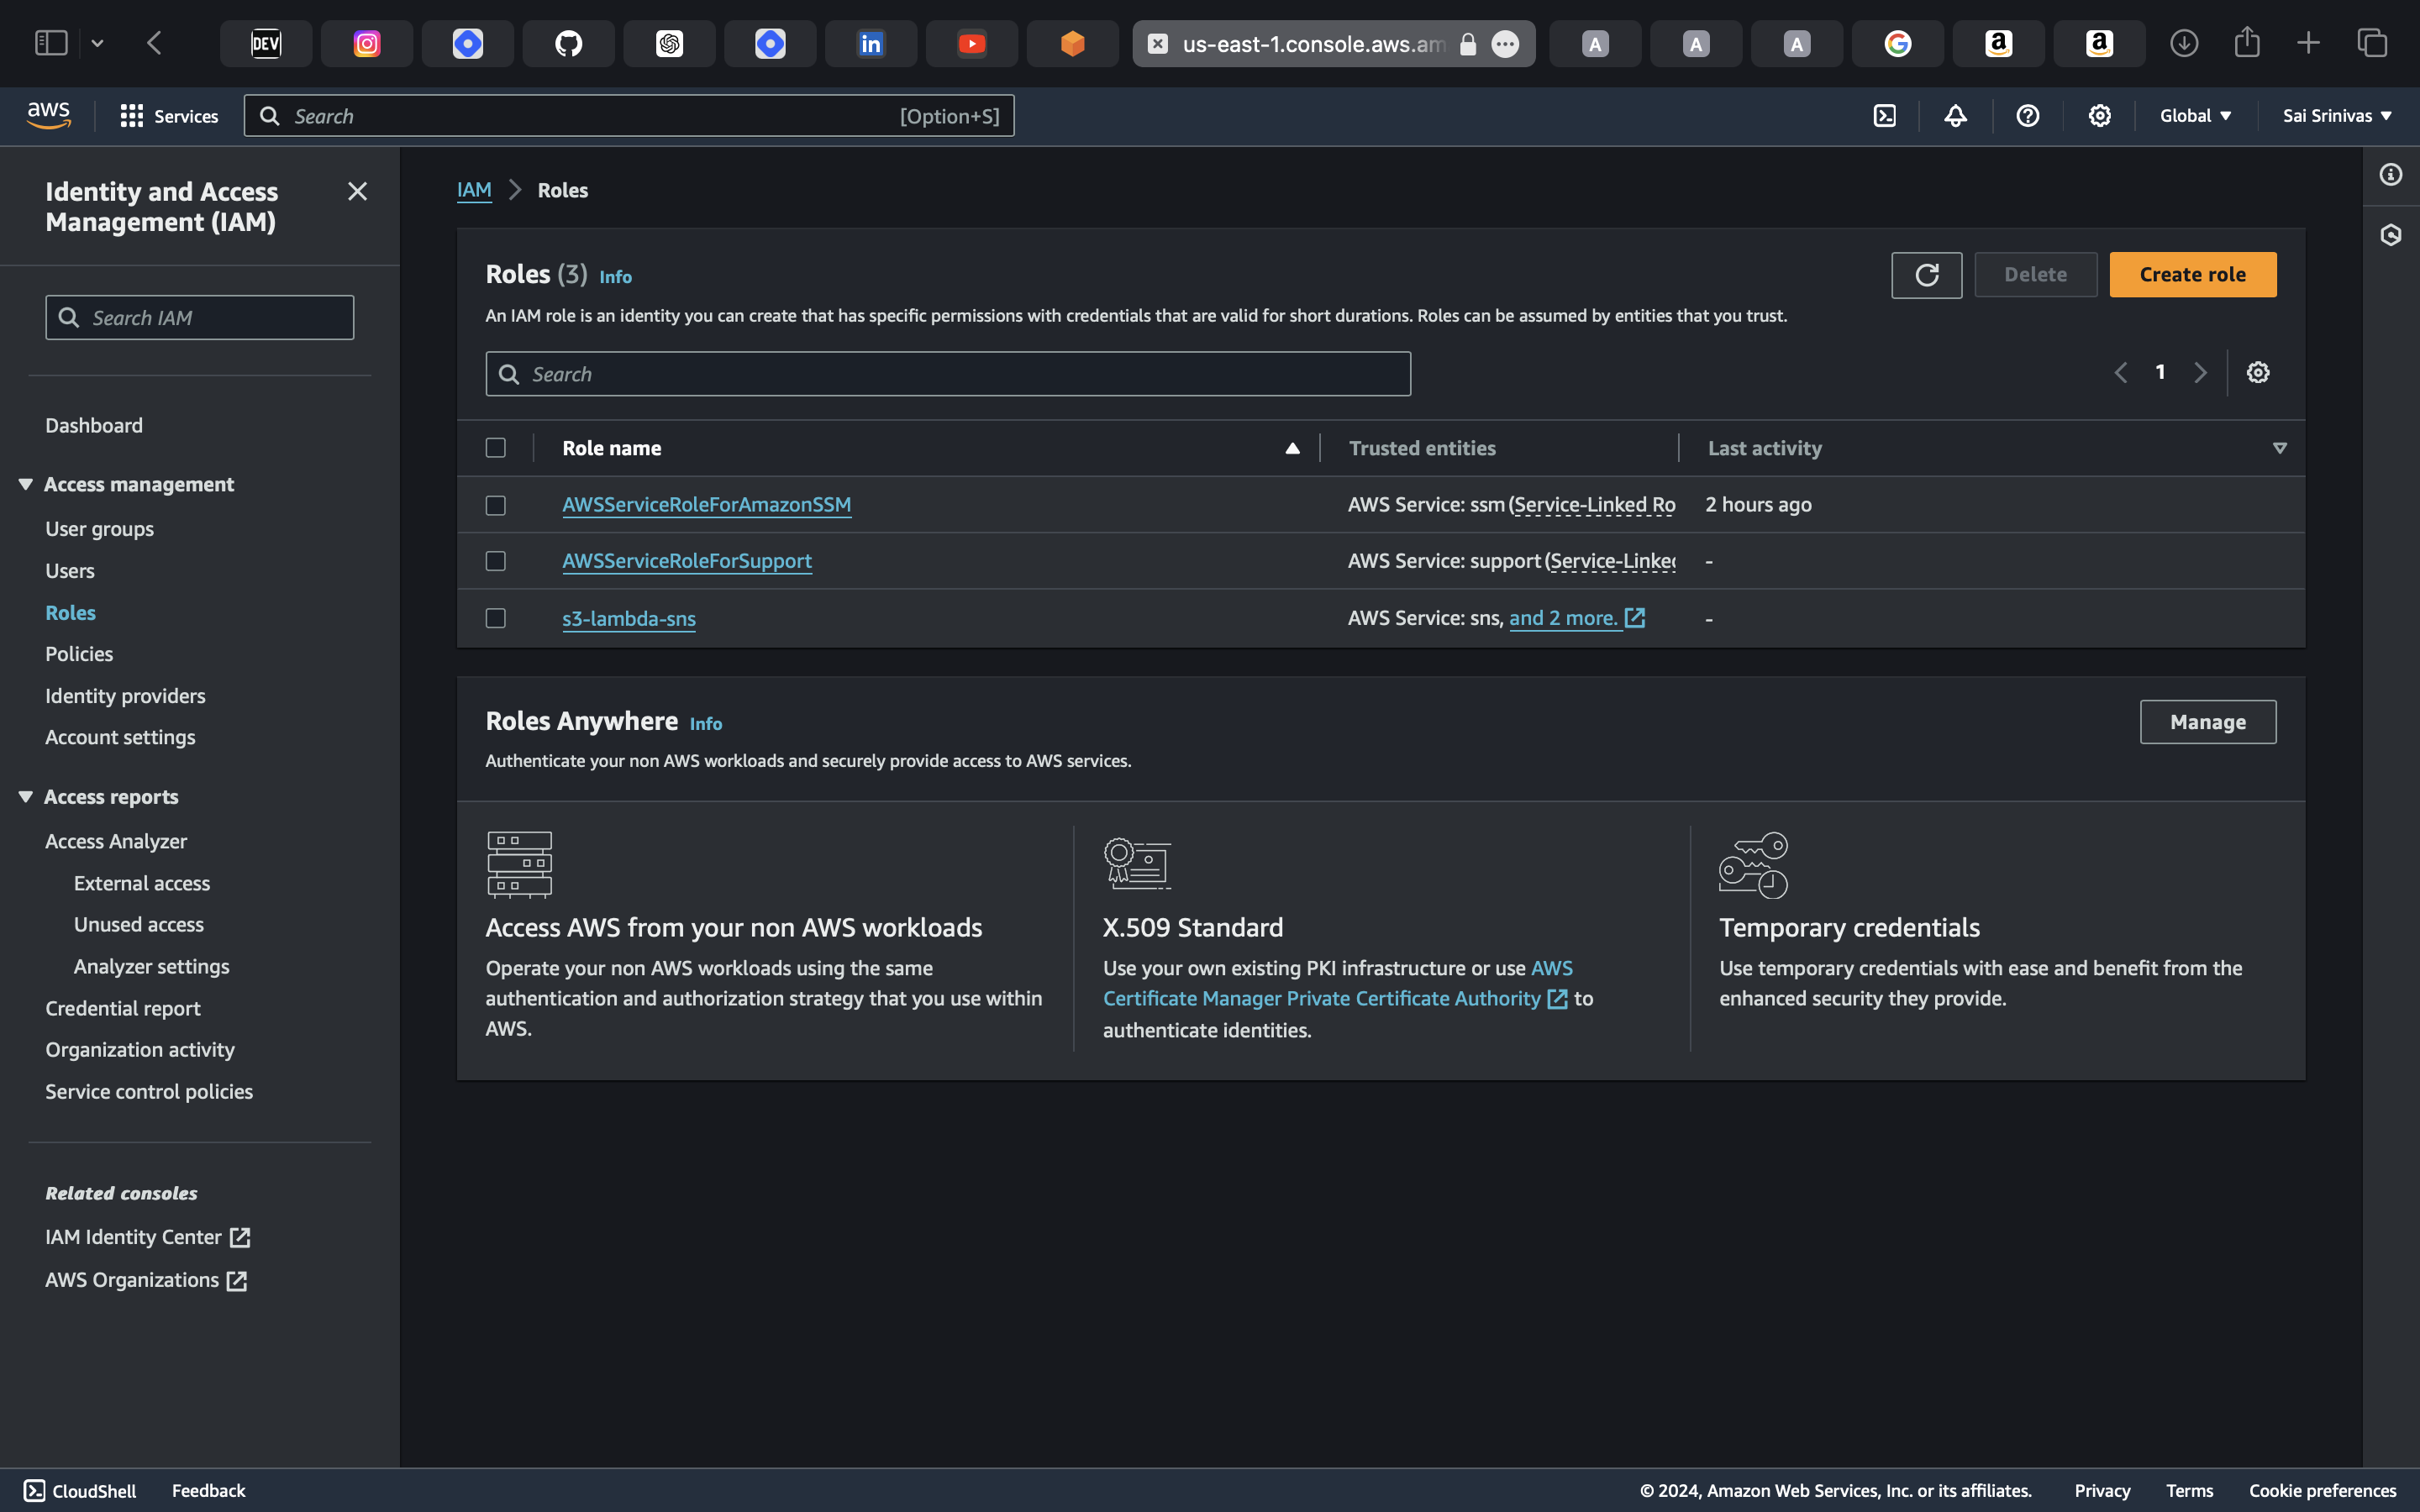 DEV
in
us-east-1.console.aws.am
A
A
A
G
a
a
aws
Services
Search
[Option+S]
Global
Sai Srinivas
Identity and Access
Management (IAM)
Search IAM
Dashboard
Access management
User groups
Users
Roles
Policies
Identity providers
Account settings
Access reports
Access Analyzer
External access
Unused access
Analyzer settings
Credential report
Organization activity
Service control policies
Related consoles
IAM Identity Center
AWS Organizations
IAM > Roles
Roles (3) Info
Delete
Create role
An IAM role is an identity you can create that has specific permissions with credentials that are valid for short durations. Roles can be assumed by entities that you trust.
Search
1
Role name Trusted entities Last activity
AWSServiceRoleForAmazonSSM AWS Service: ssm (Service-Linked Ro 2 hours ago
AWSServiceRoleForSupport AWS Service: support (Service-Linked -
s3-lambda-sns AWS Service: sns, and 2 more. -
Roles Anywhere Info
Manage
Authenticate your non AWS workloads and securely provide access to AWS services.
Access AWS from your non AWS workloads
Operate your non AWS workloads using the same
authentication and authorization strategy that you use within
AWS.
X.509 Standard
Use your own existing PKI infrastructure or use AWS
Certificate Manager Private Certificate Authority to
authenticate identities.
Temporary credentials
Use temporary credentials with ease and benefit from the
enhanced security they provide.
CloudShell
Feedback
© 2024, Amazon Web Services, Inc. or its affiliates.
Privacy
Terms
Cookie preferences